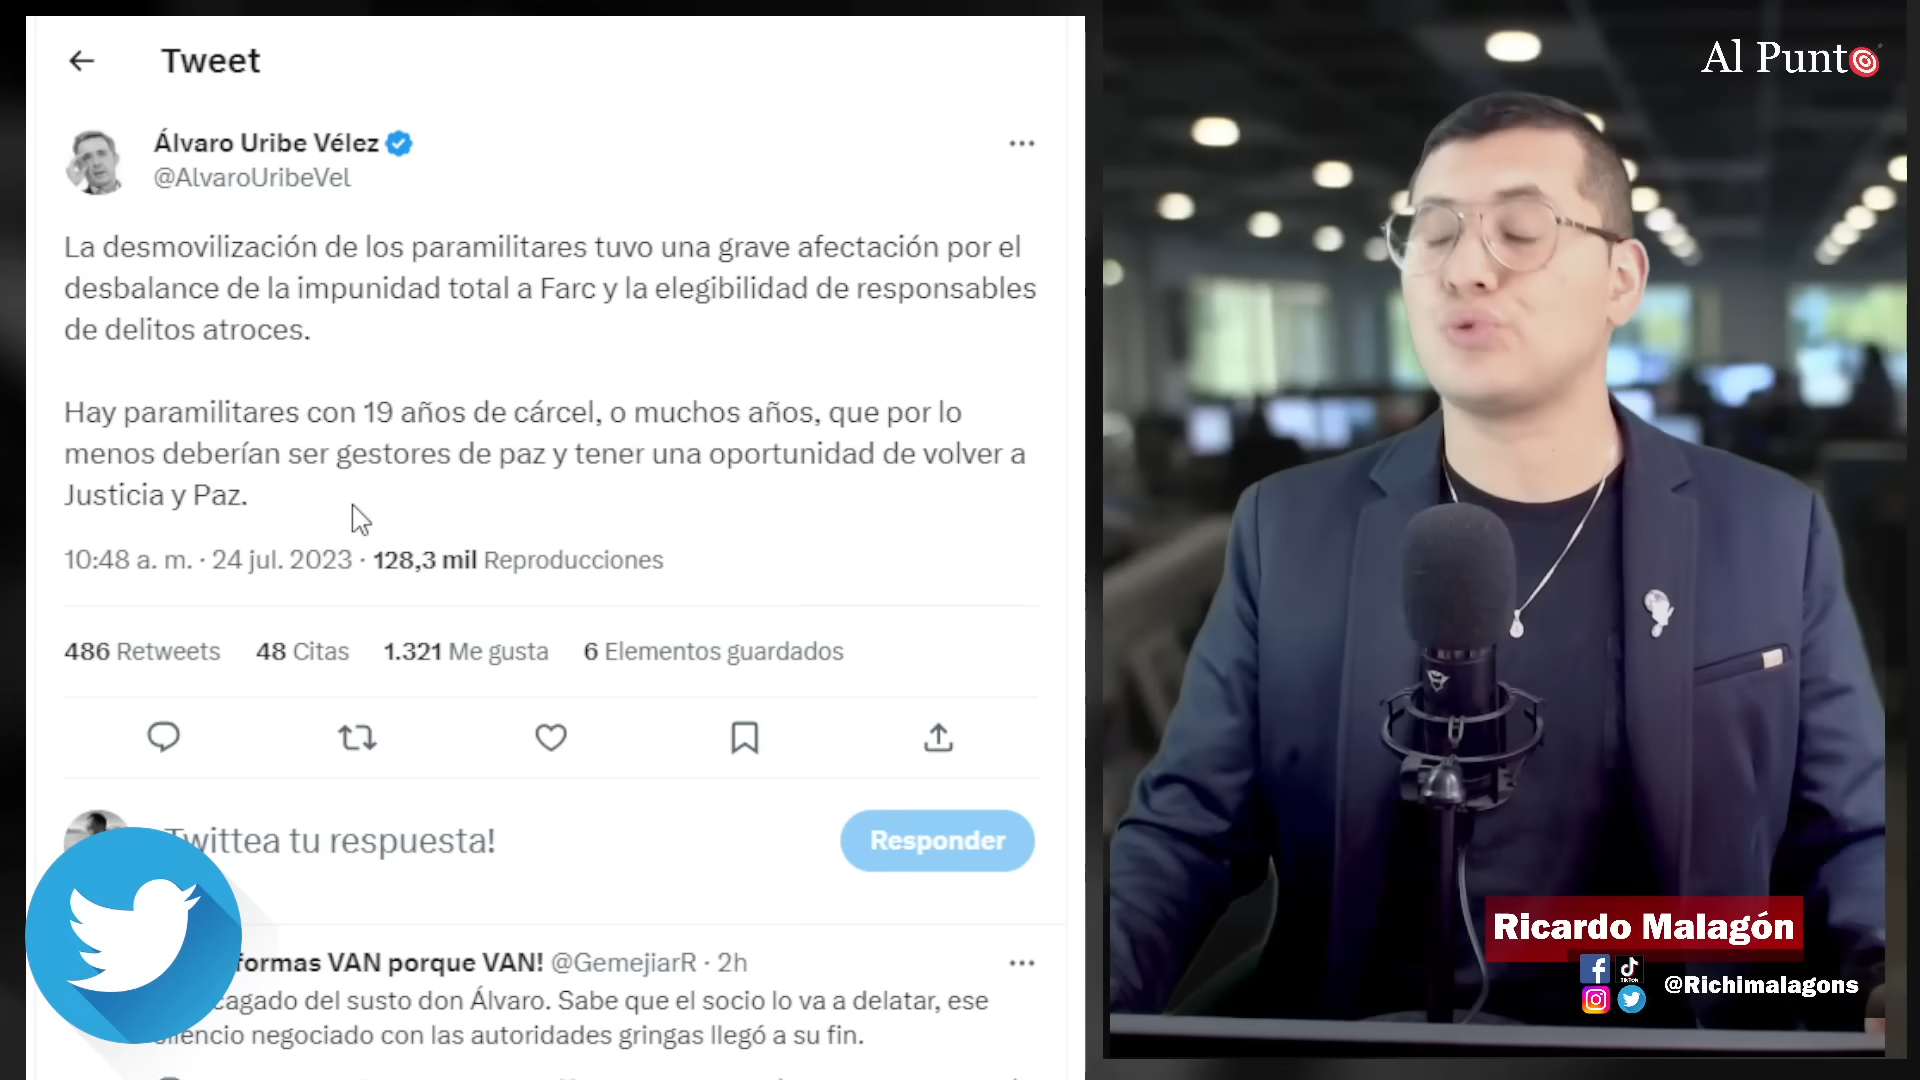 Tweet
Álvaro Uribe Vélez
@AlvaroUribeVel
La desmovilización de los paramilitares tuvo una grave afectación por el
desbalance de la impunidad total a Farc y la elegibilidad de responsables
de delitos atroces.
Hay paramilitares con 19 años de cárcel, o muchos años, que por lo
menos deberían ser gestores de paz y tener una oportunidad de volver a
Justicia y Paz.
10:48 a. m. · 24 jul. 2023 · 128,3 mil Reproducciones
486 Retweets 48 Citas 1.321 Me gusta 6 Elementos guardados
Twittea tu respuesta!
Responder
formas VAN porque VAN! @GemejiarR · 2h
cagado del susto don Álvaro. Sabe que el socio lo va a delatar, ese
silencio negociado con las autoridades gringas llegó a su fin.
Al Punto
Ricardo Malagón
@Richimalagons